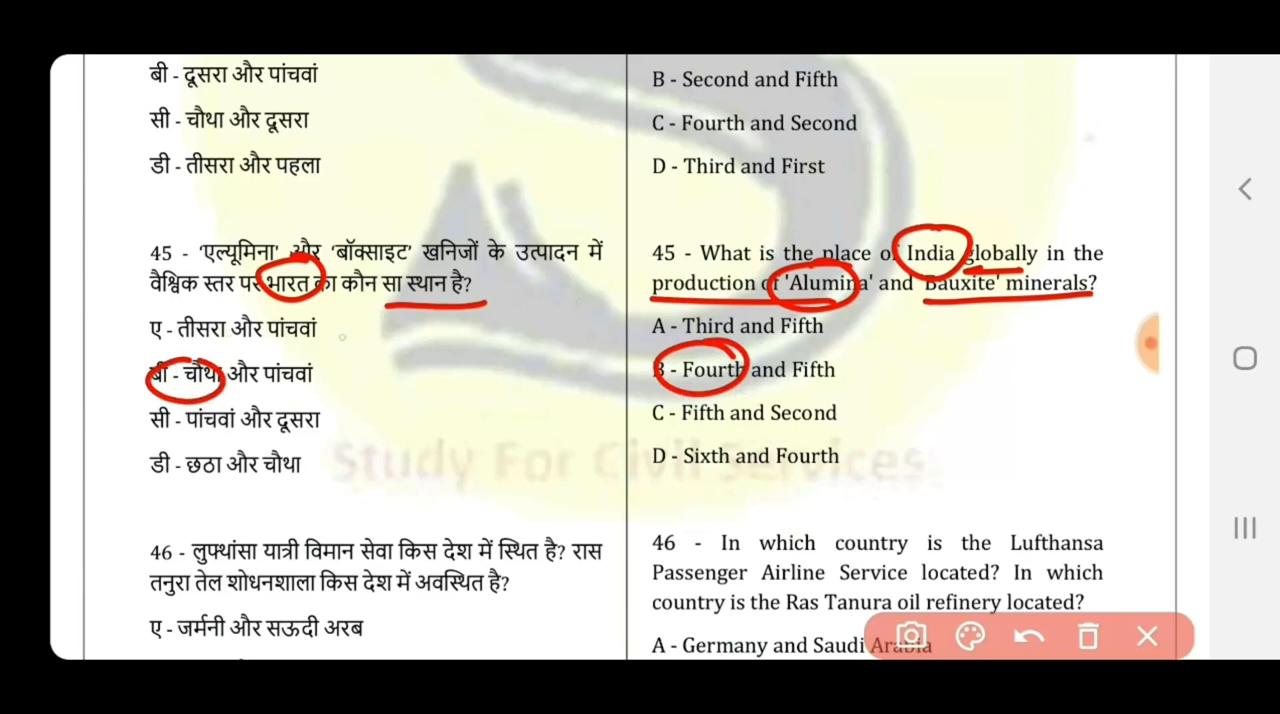 बी - दूसरा और पांचवां
सी - चौथा और दूसरा
डी - तीसरा और पहला
45 - ‘एल्यूमिना’ और ‘बॉक्साइट’ खनिजों के उत्पादन में
वैश्विक स्तर पर भारत का कौन सा स्थान है?
ए - तीसरा और पांचवां
बी - चौथा और पांचवां
सी - पांचवां और दूसरा
डी - छठा और चौथा
46 - लुफ्थांसा यात्री विमान सेवा किस देश में स्थित है? रास
तनुरा तेल शोधनशाला किस देश में अवस्थित है?
ए - जर्मनी और सऊदी अरब
B - Second and Fifth
C - Fourth and Second
D - Third and First
45 - What is the place of India globally in the
production of 'Alumina' and 'Bauxite' minerals?
A - Third and Fifth
B - Fourth and Fifth
C - Fifth and Second
D - Sixth and Fourth
46 - In which country is the Lufthansa
Passenger Airline Service located? In which
country is the Ras Tanura oil refinery located?
A - Germany and Saudi Arabia
Study For Civil Services